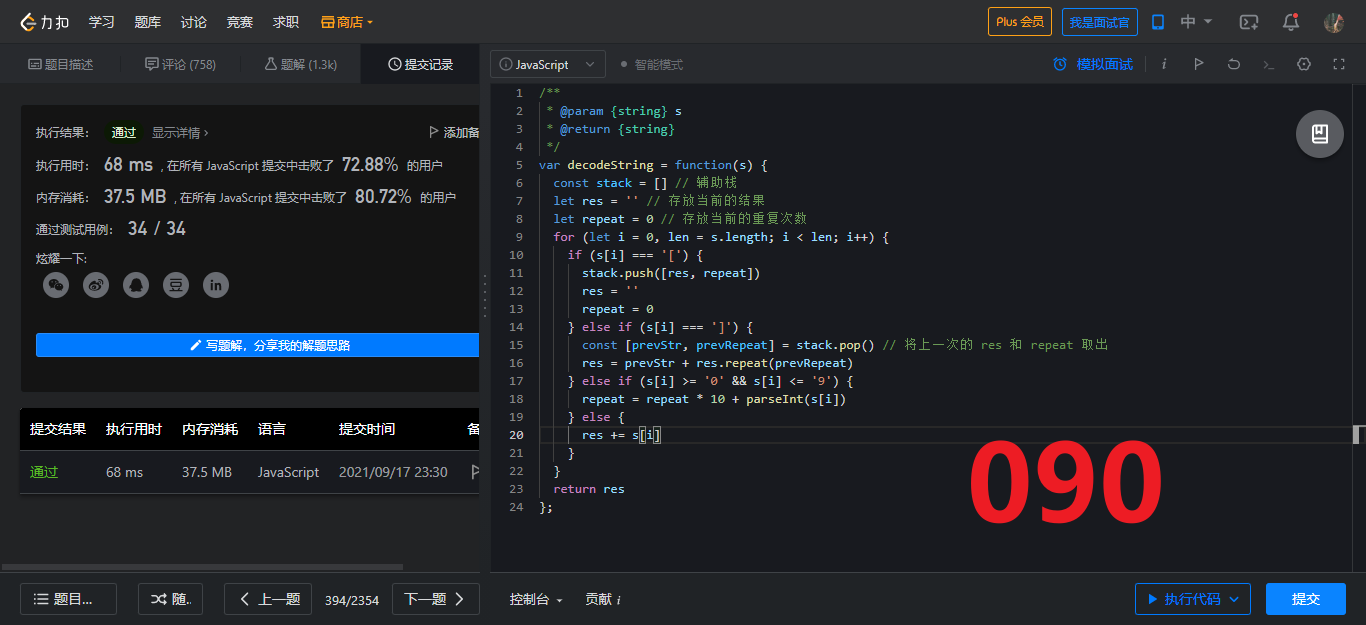 力扣 学习 题库 讨论 竞赛 求职 商店 Plus 会员 我是面试官 中
题目描述 评论 (758) 题解 (1.3k) 提交记录
执行结果： 通过 显示详情 › 添加备
执行用时： 68 ms , 在所有 JavaScript 提交中击败了 72.88% 的用户
内存消耗： 37.5 MB , 在所有 JavaScript 提交中击败了 80.72% 的用户
通过测试用例： 34 / 34
炫耀一下:
豆 in
写题解，分享我的解题思路
提交结果 执行用时 内存消耗 语言 提交时间 备
通过 68 ms 37.5 MB JavaScript 2021/09/17 23:30
JavaScript 智能模式 模拟面试 i
1 /**
2 * @param {string} s
3 * @return {string}
4 */
5 var decodeString = function(s) {
6 const stack = [] // 辅助栈
7 let res = '' // 存放当前的结果
8 let repeat = 0 // 存放当前的重复次数
9 for (let i = 0, len = s.length; i < len; i++) {
10 if (s[i] === '[') {
11 stack.push([res, repeat])
12 res = ''
13 repeat = 0
14 } else if (s[i] === ']') {
15 const [prevStr, prevRepeat] = stack.pop() // 将上一次的 res 和 repeat 取出
16 res = prevStr + res.repeat(prevRepeat)
17 } else if (s[i] >= '0' && s[i] <= '9') {
18 repeat = repeat * 10 + parseInt(s[i])
19 } else {
20 res += s[i]
21 }
22 }
23 return res
24 };
090
题目... 随. 上一题 394/2354 下一题 控制台 贡献 i 执行代码 提交